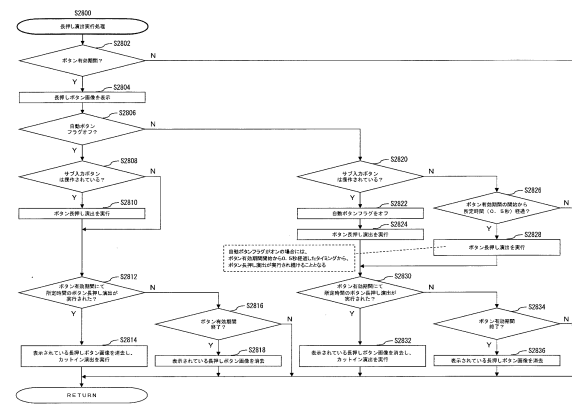 S2800
長押し演出実行処理
S2802
ボタン有効期間？
N
Y
S2804
長押しボタン画像を表示
S2806
自動ボタン
フラグオフ？
N
Y
S2808
サブ入力ボタン
は操作されている？
N
Y
S2810
ボタン長押し演出を実行
S2820
サブ入力ボタン
は操作されている？
N
Y
S2822
自動ボタンフラグをオフ
S2824
ボタン長押し演出を実行
S2826
ボタン有効期間の開始から
所定時間（０．５秒）経過？
N
Y
S2828
ボタン長押し演出を実行
自動ボタンフラグがオンの場合には、
ボタン有効期間開始から0.5秒経過したタイミングから、
ボタン長押し演出が実行され続けることとなる
S2812
ボタン有効期間にて
所定時間のボタン長押し演出が
実行された？
N
Y
S2814
表示されている長押しボタン画像を消去し、
カットイン演出を実行
S2816
ボタン有効期間
終了？
N
Y
S2818
表示されている長押しボタン画像を消去
S2830
ボタン有効期間にて
所定時間のボタン長押し演出が
実行された？
N
Y
S2832
表示されている長押しボタン画像を消去し、
カットイン演出を実行
S2834
ボタン有効期間
終了？
N
Y
S2836
表示されている長押しボタン画像を消去
RETURN